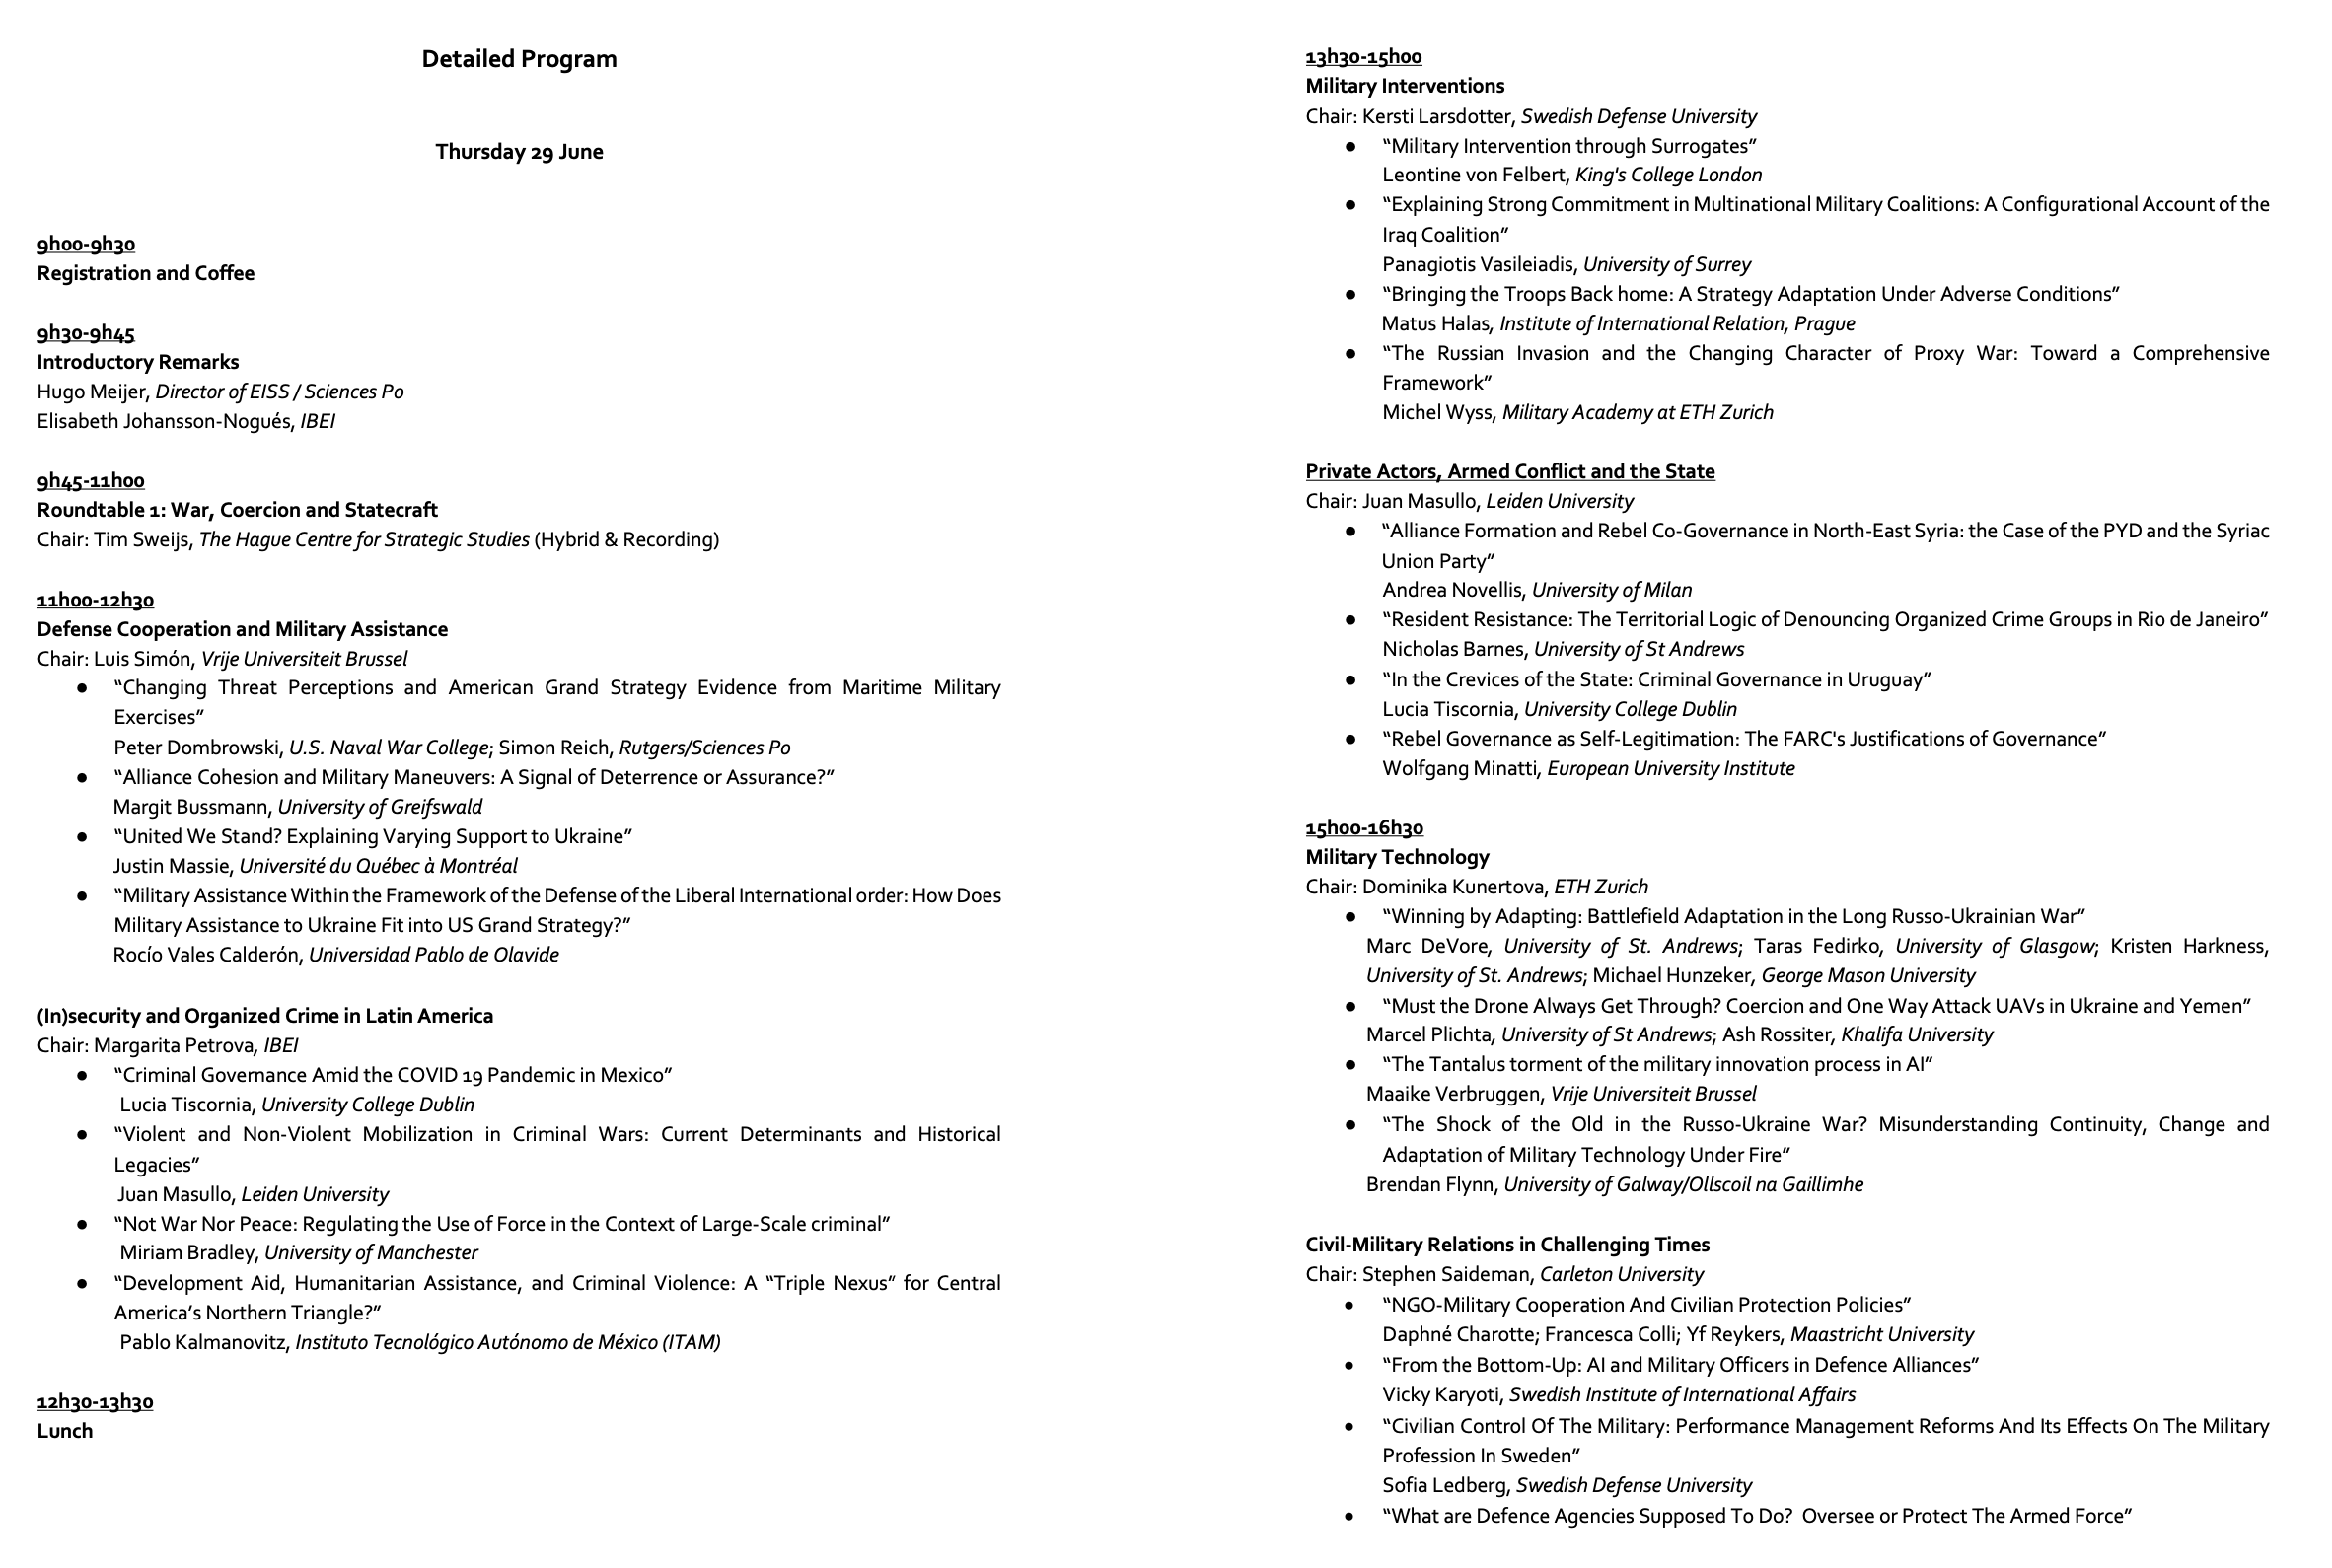 Detailed Program
Thursday 29 June
9h00-9h30
Registration and Coffee
9h30-9h45
Introductory Remarks
Hugo Meijer, Director of EISS / Sciences Po
Elisabeth Johansson-Nogués, IBEI
9h45-11h00
Roundtable 1: War, Coercion and Statecraft
Chair: Tim Sweijs, The Hague Centre for Strategic Studies (Hybrid & Recording)
11h00-12h30
Defense Cooperation and Military Assistance
Chair: Luis Simón, Vrije Universiteit Brussel
● “Changing Threat Perceptions and American Grand Strategy Evidence from Maritime Military
Exercises”
Peter Dombrowski, U.S. Naval War College; Simon Reich, Rutgers/Sciences Po
● “Alliance Cohesion and Military Maneuvers: A Signal of Deterrence or Assurance?”
Margit Bussmann, University of Greifswald
● “United We Stand? Explaining Varying Support to Ukraine”
Justin Massie, Université du Québec à Montréal
● “Military Assistance Within the Framework of the Defense of the Liberal International order: How Does
Military Assistance to Ukraine Fit into US Grand Strategy?”
Rocío Vales Calderón, Universidad Pablo de Olavide
(In)security and Organized Crime in Latin America
Chair: Margarita Petrova, IBEI
● “Criminal Governance Amid the COVID 19 Pandemic in Mexico”
Lucia Tiscornia, University College Dublin
● “Violent and Non-Violent Mobilization in Criminal Wars: Current Determinants and Historical
Legacies”
Juan Masullo, Leiden University
● “Not War Nor Peace: Regulating the Use of Force in the Context of Large-Scale criminal”
Miriam Bradley, University of Manchester
● “Development Aid, Humanitarian Assistance, and Criminal Violence: A “Triple Nexus” for Central
America’s Northern Triangle?”
Pablo Kalmanovitz, Instituto Tecnológico Autónomo de México (ITAM)
12h30-13h30
Lunch
13h30-15h00
Military Interventions
Chair: Kersti Larsdotter, Swedish Defense University
● “Military Intervention through Surrogates”
Leontine von Felbert, King's College London
● “Explaining Strong Commitment in Multinational Military Coalitions: A Configurational Account of the
Iraq Coalition”
Panagiotis Vasileiadis, University of Surrey
● “Bringing the Troops Back home: A Strategy Adaptation Under Adverse Conditions”
Matus Halas, Institute of International Relation, Prague
● “The Russian Invasion and the Changing Character of Proxy War: Toward a Comprehensive
Framework”
Michel Wyss, Military Academy at ETH Zurich
Private Actors, Armed Conflict and the State
Chair: Juan Masullo, Leiden University
● “Alliance Formation and Rebel Co-Governance in North-East Syria: the Case of the PYD and the Syriac
Union Party”
Andrea Novellis, University of Milan
● “Resident Resistance: The Territorial Logic of Denouncing Organized Crime Groups in Rio de Janeiro”
Nicholas Barnes, University of St Andrews
● “In the Crevices of the State: Criminal Governance in Uruguay”
Lucia Tiscornia, University College Dublin
● “Rebel Governance as Self-Legitimation: The FARC's Justifications of Governance”
Wolfgang Minatti, European University Institute
15h00-16h30
Military Technology
Chair: Dominika Kunertova, ETH Zurich
● “Winning by Adapting: Battlefield Adaptation in the Long Russo-Ukrainian War”
Marc DeVore, University of St. Andrews; Taras Fedirko, University of Glasgow; Kristen Harkness,
University of St. Andrews; Michael Hunzeker, George Mason University
● “Must the Drone Always Get Through? Coercion and One Way Attack UAVs in Ukraine and Yemen”
Marcel Plichta, University of St Andrews; Ash Rossiter, Khalifa University
● “The Tantalus torment of the military innovation process in AI”
Maaike Verbruggen, Vrije Universiteit Brussel
● “The Shock of the Old in the Russo-Ukraine War? Misunderstanding Continuity, Change and
Adaptation of Military Technology Under Fire”
Brendan Flynn, University of Galway/Ollscoil na Gaillimhe
Civil-Military Relations in Challenging Times
Chair: Stephen Saideman, Carleton University
● “NGO-Military Cooperation And Civilian Protection Policies”
Daphné Charotte; Francesca Colli; Yf Reykers, Maastricht University
● “From the Bottom-Up: AI and Military Officers in Defence Alliances”
Vicky Karyoti, Swedish Institute of International Affairs
● “Civilian Control Of The Military: Performance Management Reforms And Its Effects On The Military
Profession In Sweden”
Sofia Ledberg, Swedish Defense University
● “What are Defence Agencies Supposed To Do? Oversee or Protect The Armed Force”